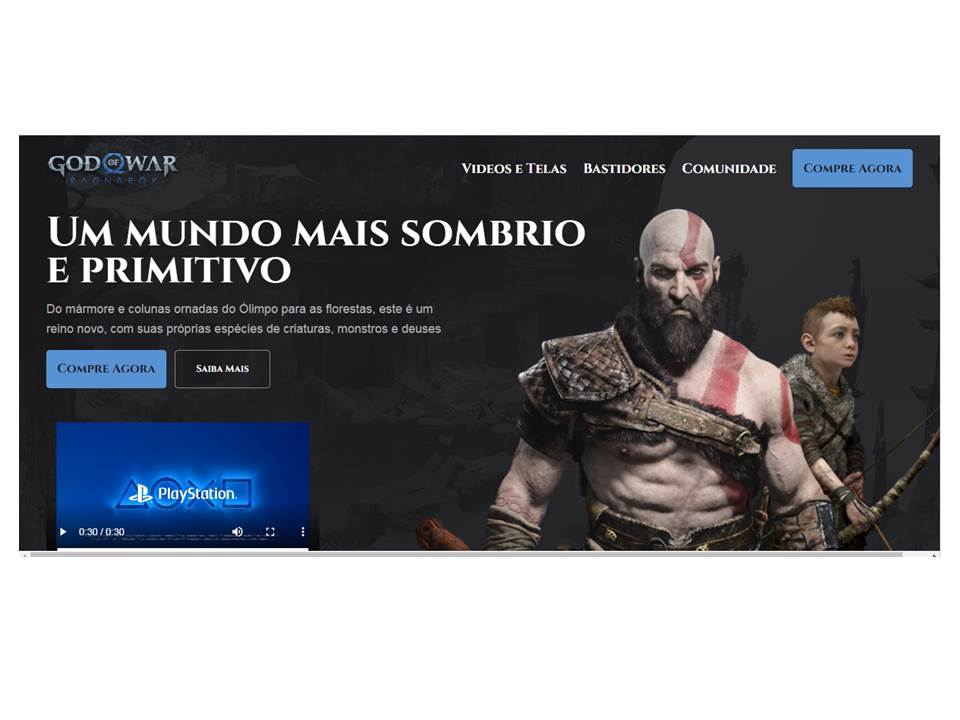 GOD OF WAR
RAGNARÖK
VIDEOS E TELAS
BASTIDORES
COMUNIDADE
COMPRE AGORA
UM MUNDO MAIS SOMBRIO
E PRIMITIVO
Do mármore e colunas ornadas do Ólimpo para as florestas, este é um
reino novo, com suas próprias espécies de criaturas, monstros e deuses
COMPRE AGORA
SAIBA MAIS
PlayStation
0:30 / 0:30